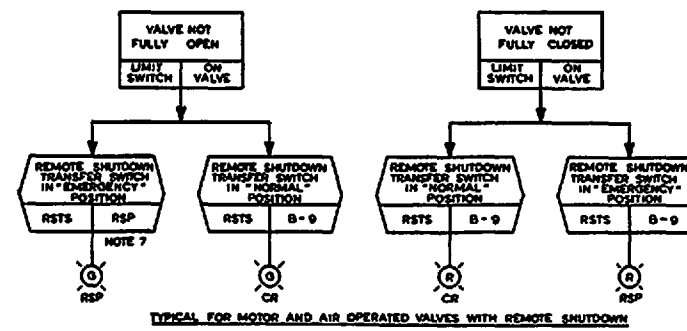 VALVE NOT
FULLY OPEN
LIMIT
SWITCH
ON
VALVE
VALVE NOT
FULLY CLOSED
LIMIT
SWITCH
ON
VALVE
REMOTE SHUTDOWN
TRANSFER SWITCH
IN "EMERGENCY"
POSITION
RSTS
RSP
NOTE 7
REMOTE SHUTDOWN
TRANSFER SWITCH
IN "NORMAL"
POSITION
RSTS
B-9
REMOTE SHUTDOWN
TRANSFER SWITCH
IN "NORMAL"
POSITION
RSTS
B-9
REMOTE SHUTDOWN
TRANSFER SWITCH
IN "EMERGENCY"
POSITION
RSTS
B-9
G
RSP
G
CR
R
CR
R
RSP
TYPICAL FOR MOTOR AND AIR OPERATED VALVES WITH REMOTE SHUTDOWN